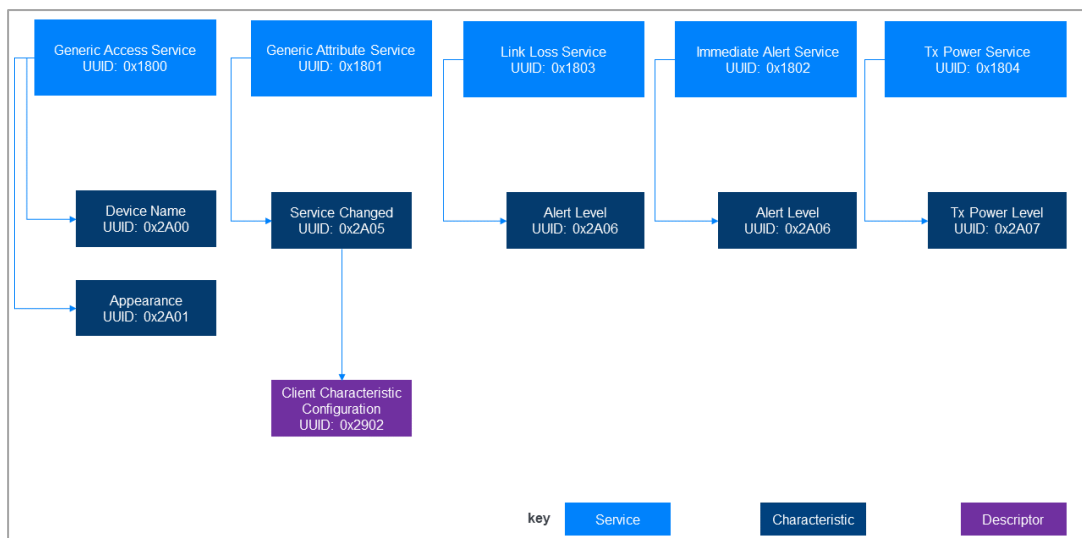 Generic Access Service
UUID: 0x1800
Generic Attribute Service
UUID: 0x1801
Link Loss Service
UUID: 0x1803
Immediate Alert Service
UUID: 0x1802
Tx Power Service
UUID: 0x1804
Device Name
UUID: 0x2A00
Service Changed
UUID: 0x2A05
Alert Level
UUID: 0x2A06
Alert Level
UUID: 0x2A06
Tx Power Level
UUID: 0x2A07
Appearance
UUID: 0x2A01
Client Characteristic
Configuration
UUID: 0x2902
key
Service
Characteristic
Descriptor